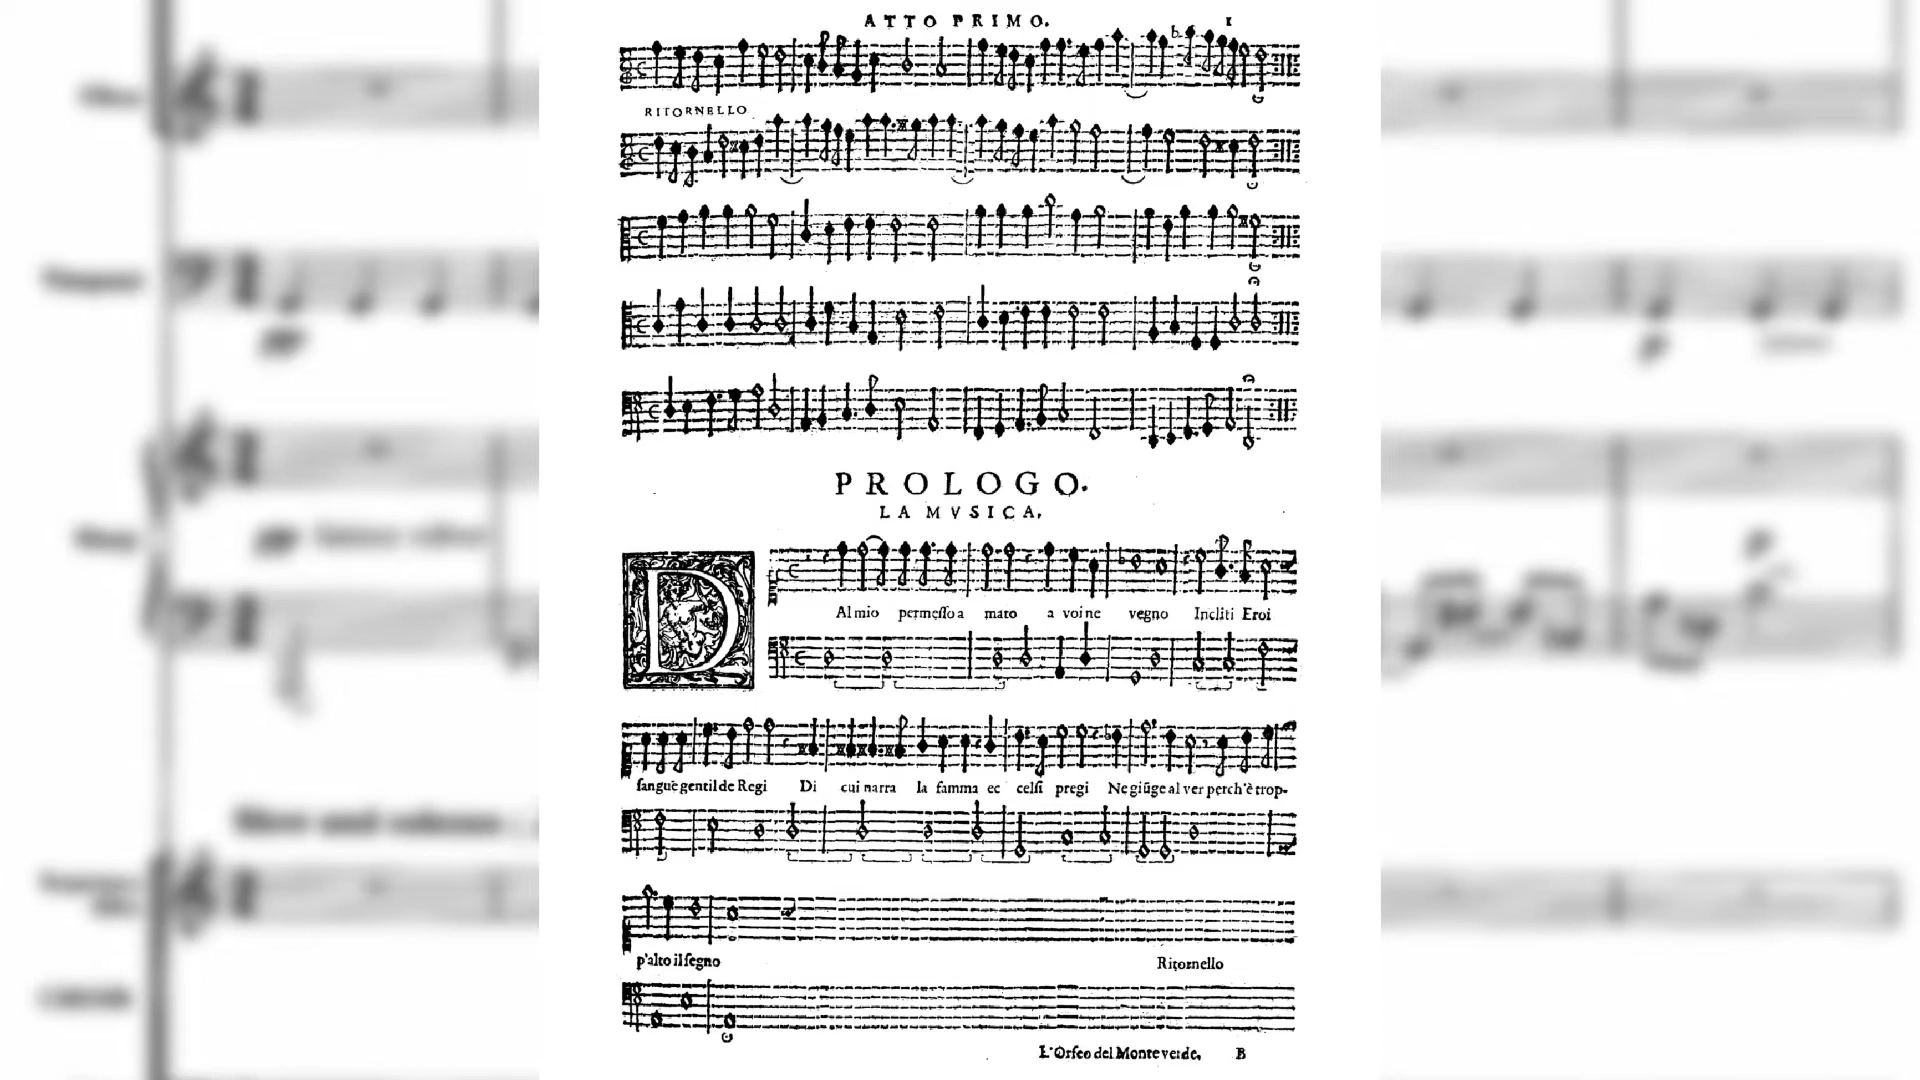 ATTO PRIMO. 1
RITORNELLO
PROLOGO.
LA MVSICA.
D
Al mio permeſſo a mato a voi ne vegno Incliti Eroi
ſangue gentil de Regi Di cui narra la famma ec celſi pregi Ne giũge al ver perch'è trop-
p'alto il ſegno Ritornello
L'Orfeo del Monteverde. B